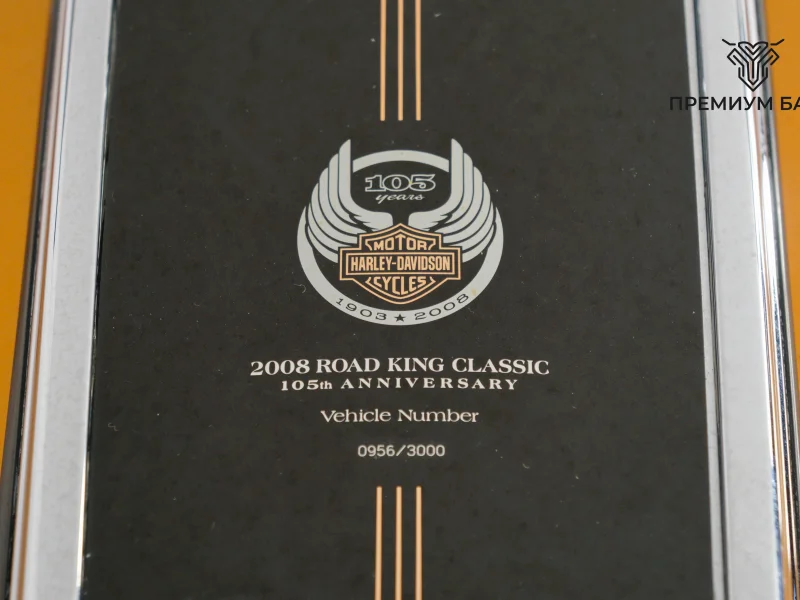 ПРЕМИУМ
105
years
MOTOR
HARLEY-DAVIDSON
CYCLES
1903 ★ 2008
2008 ROAD KING CLASSIC
105th ANNIVERSARY
Vehicle Number
0956/3000